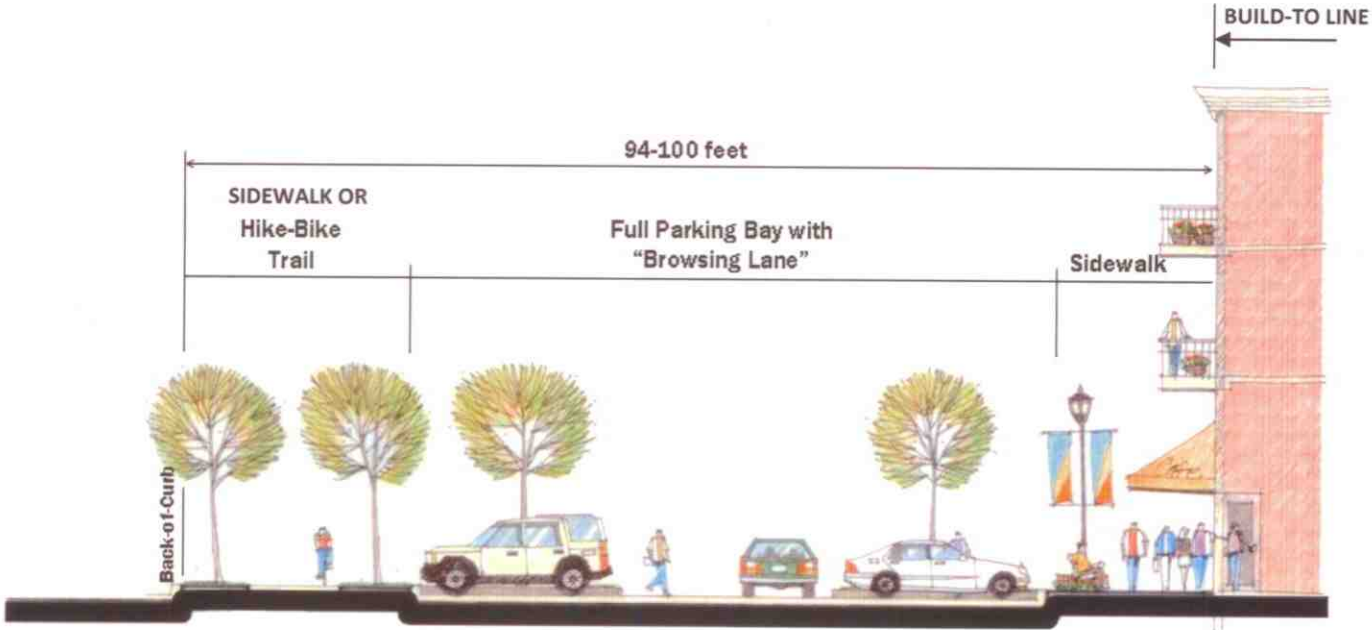 BUILD-TO LINE
94-100 feet
SIDEWALK OR
Hike-Bike
Trail
Full Parking Bay with
“Browsing Lane”
Sidewalk
Back-of-Curb